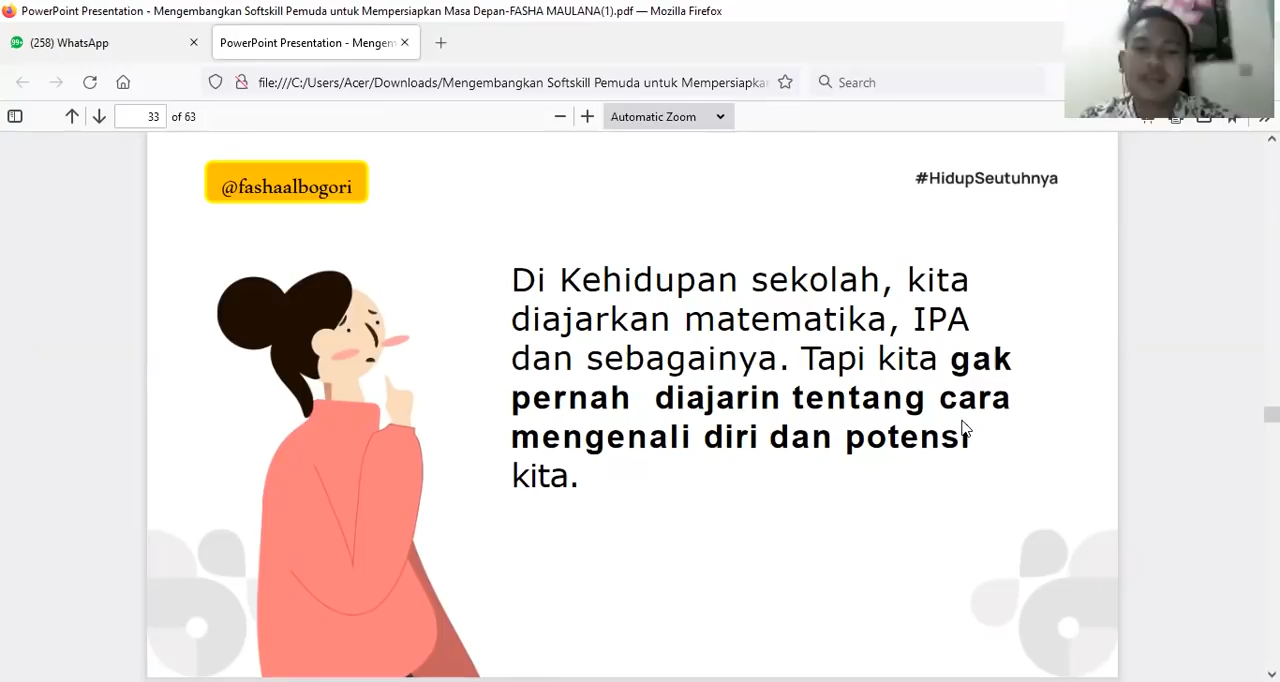 PowerPoint Presentation - Mengembangkan Softskill Pemuda untuk Mempersiapkan Masa Depan-FASHA MAULANA(1).pdf — Mozilla Firefox
99+ (258) WhatsApp
PowerPoint Presentation - Mengem
file:///C:/Users/Acer/Downloads/Mengembangkan Softskill Pemuda untuk Mempersiapka
Search
33 of 63
Automatic Zoom
@fashaalbogori
#HidupSeutuhnya
Di Kehidupan sekolah, kita
diajarkan matematika, IPA
dan sebagainya. Tapi kita gak
pernah diajarin tentang cara
mengenali diri dan potensi
kita.